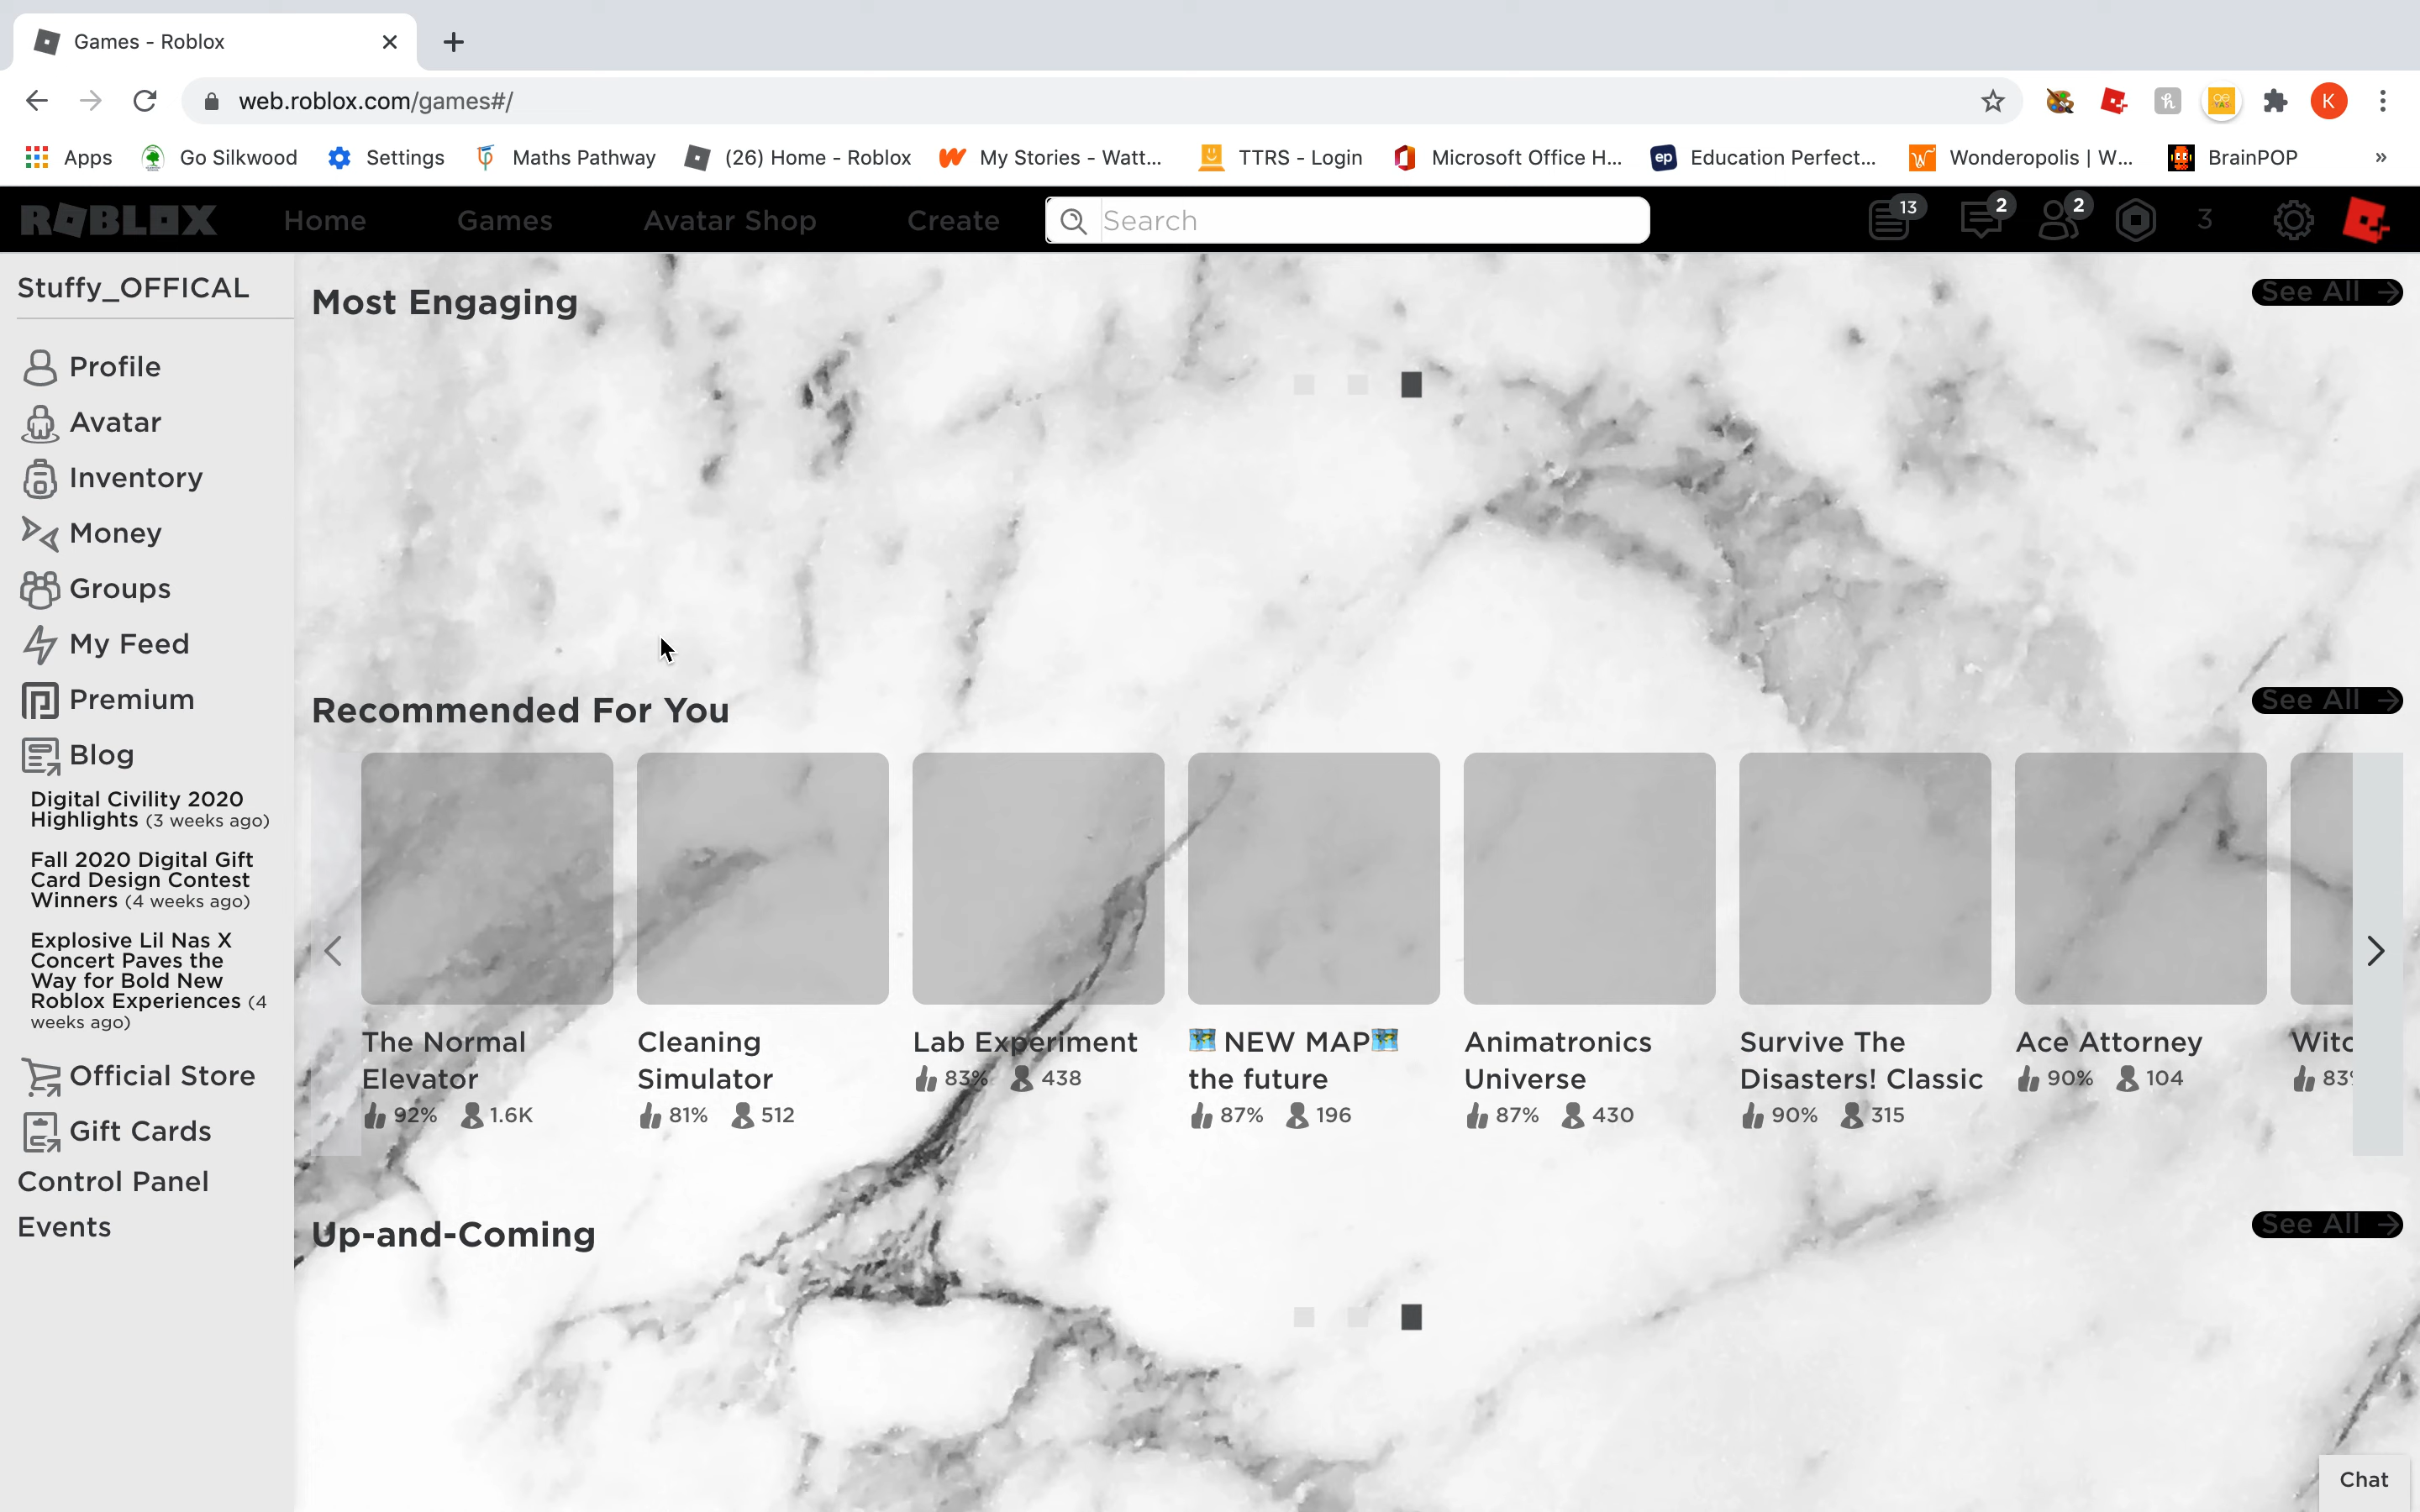 Games - Roblox
web.roblox.com/games#/
K
Apps
Go Silkwood
Settings
Maths Pathway
(26) Home - Roblox
My Stories - Watt...
TTRS - Login
Microsoft Office H...
ep
Education Perfect...
Wonderopolis | W...
BrainPOP
»
ROBLOX
Home
Games
Avatar Shop
Create
Search
13
2
2
3
Stuffy_OFFICAL
Profile
Avatar
Inventory
Money
Groups
My Feed
Premium
Blog
Digital Civility 2020
Highlights (3 weeks ago)
Fall 2020 Digital Gift
Card Design Contest
Winners (4 weeks ago)
Explosive Lil Nas X
Concert Paves the
Way for Bold New
Roblox Experiences (4
weeks ago)
Official Store
Gift Cards
Control Panel
Events
Most Engaging
See All
Recommended For You
See All
The Normal
Elevator
92% 1.6K
Cleaning
Simulator
81% 512
Lab Experiment
83% 438
NEW MAP
the future
87% 196
Animatronics
Universe
87% 430
Survive The
Disasters! Classic
90% 315
Ace Attorney
90% 104
Witc
83%
Up-and-Coming
See All
Chat